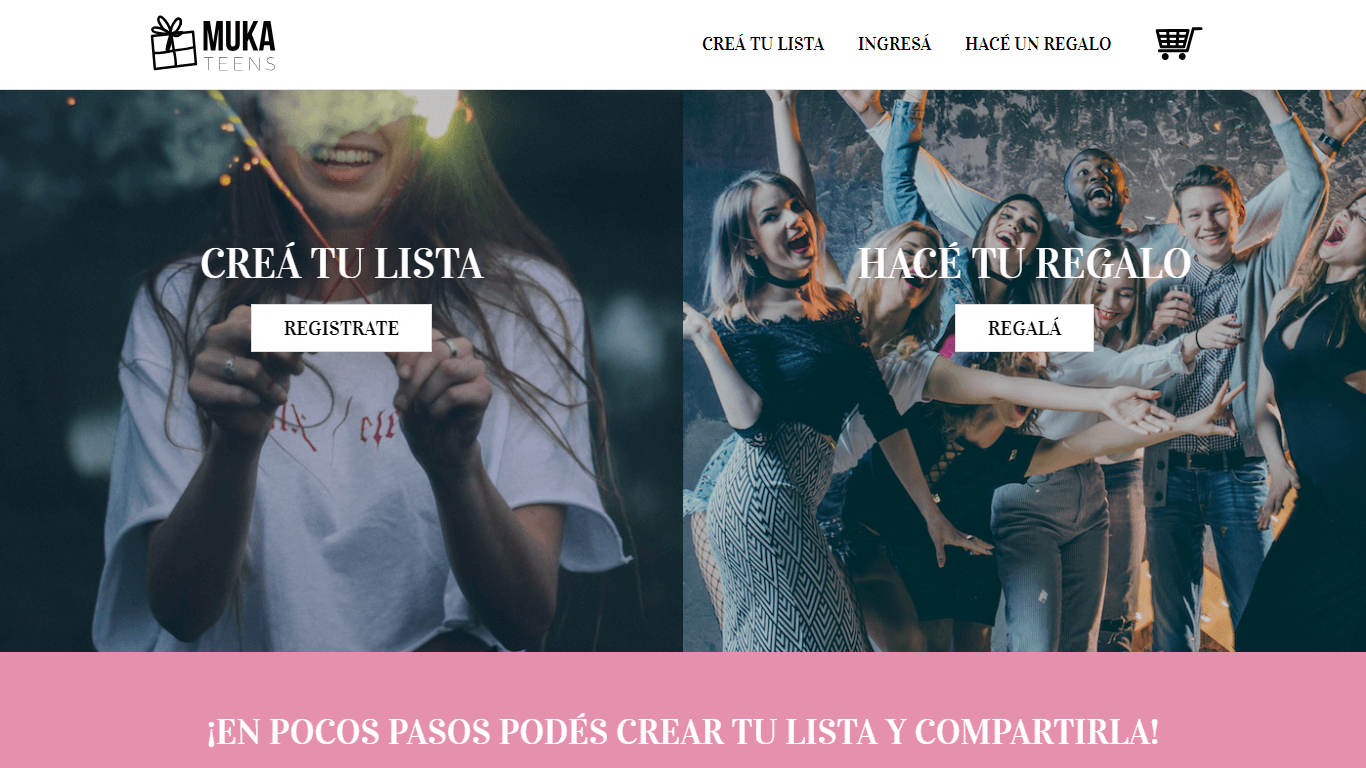 MUKA
TEENS
CREÁ TU LISTA
INGRESÁ
HACÉ UN REGALO
CREÁ TU LISTA
REGISTRATE
HACÉ TU REGALO
REGALÁ
¡EN POCOS PASOS PODÉS CREAR TU LISTA Y COMPARTIRLA!